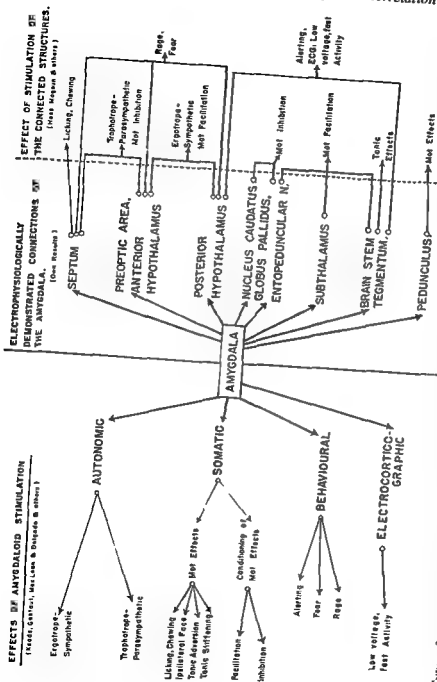 rrelation
EFFECTS OF AMYGDALOID STIMULATION
(Kaada, Gastaut, MacLean & Delgado & others)
Ergotrope-
Sympathetic
Trophotrope-
Parasympathetic
AUTONOMIC
Licking, Chewing
Ipsilateral Face
Tonic Adversion
Tonic Stiffening
Mot Effects
Facilitation
Inhibition
Conditioning of
Mot Effects
SOMATIC
Alerting
Fear
Rage
BEHAVIOURAL
Low voltage,
fast Activity
ELECTROCORTICO-
GRAPHIC
AMYGDALA
ELECTROPHYSIOLOGICALLY
DEMONSTRATED CONNECTIONS OF
THE AMYGDALA.
(Own Results)
SEPTUM
PREOPTIC AREA,
ANTERIOR
HYPOTHALAMUS
POSTERIOR
HYPOTHALAMUS
NUCLEUS CAUDATUS
GLOBUS PALLIDUS,
ENTOPEDUNCULAR N.
SUBTHALAMUS
BRAIN STEM
TEGMENTUM,
PEDUNCULUS
EFFECT OF STIMULATION OF
THE CONNECTED STRUCTURES.
(Hess Magoun & others)
Licking, Chewing
Trophotrope-
Parasympathetic
Mot Inhibition
Rage,
Fear
Ergotrope-
Sympathetic
Mot Facilitation
Mot Inhibition
Alerting,
ECG, Low
voltage, fast
Activity
Mot Facilitation
Tonic
Effects
Mot Effects